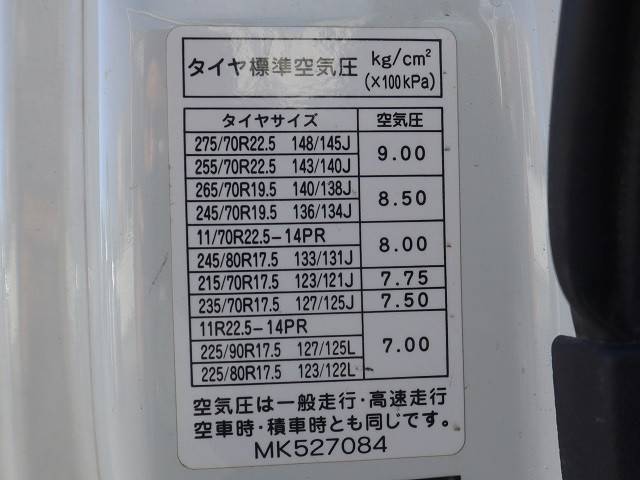 タイヤ標準空気圧 kg/cm²
(×100kPa)
タイヤサイズ 空気圧
275/70R22.5 148/145J
9.00
255/70R22.5 143/140J
265/70R19.5 140/138J
8.50
245/70R19.5 136/134J
11/70R22.5-14PR
8.00
245/80R17.5 133/131J
215/70R17.5 123/121J 7.75
235/70R17.5 127/125J 7.50
11R22.5-14PR
225/90R17.5 127/125L 7.00
225/80R17.5 123/122L
空気圧は一般走行・高速走行
空車時・積車時とも同じです。
MK527084